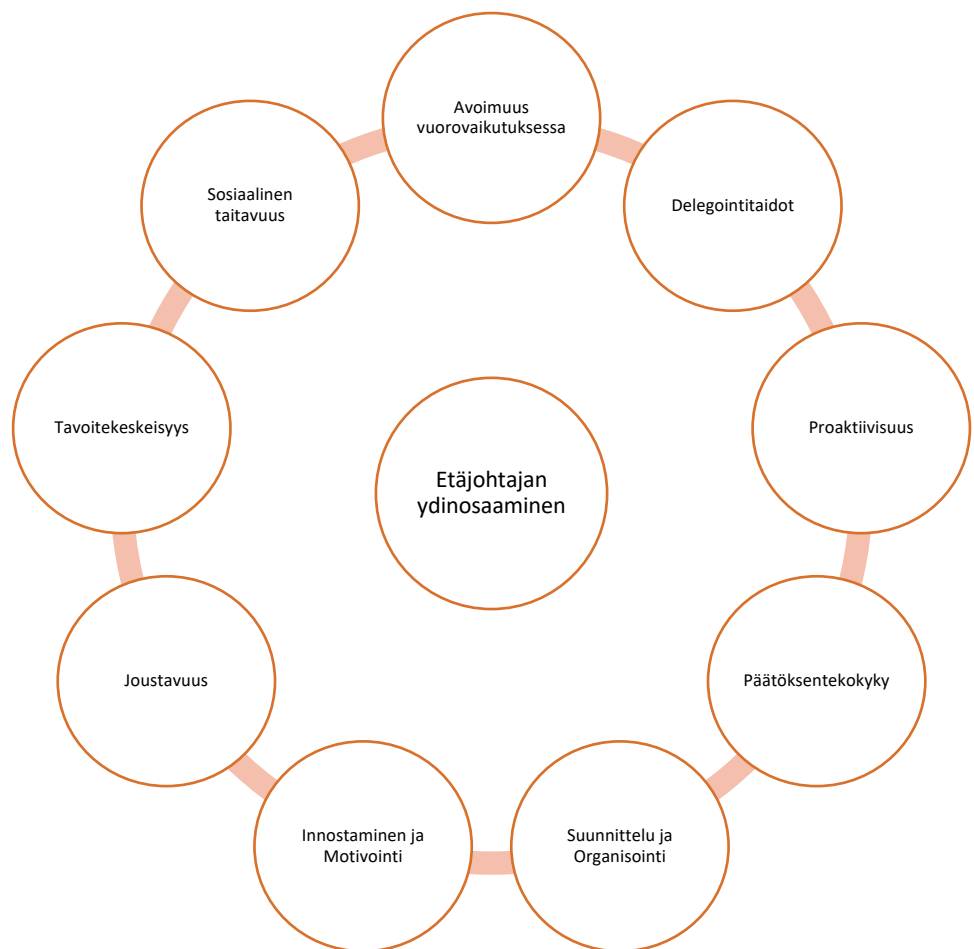 Avoimuus
vuorovaikutuksessa
Delegointitaidot
Proaktiivisuus
Päätöksentekokyky
Suunnittelu ja
Organisointi
Innostaminen ja
Motivointi
Joustavuus
Tavoitekeskeisyys
Sosiaalinen
taitavuus
Etäjohtajan
ydinosaaminen